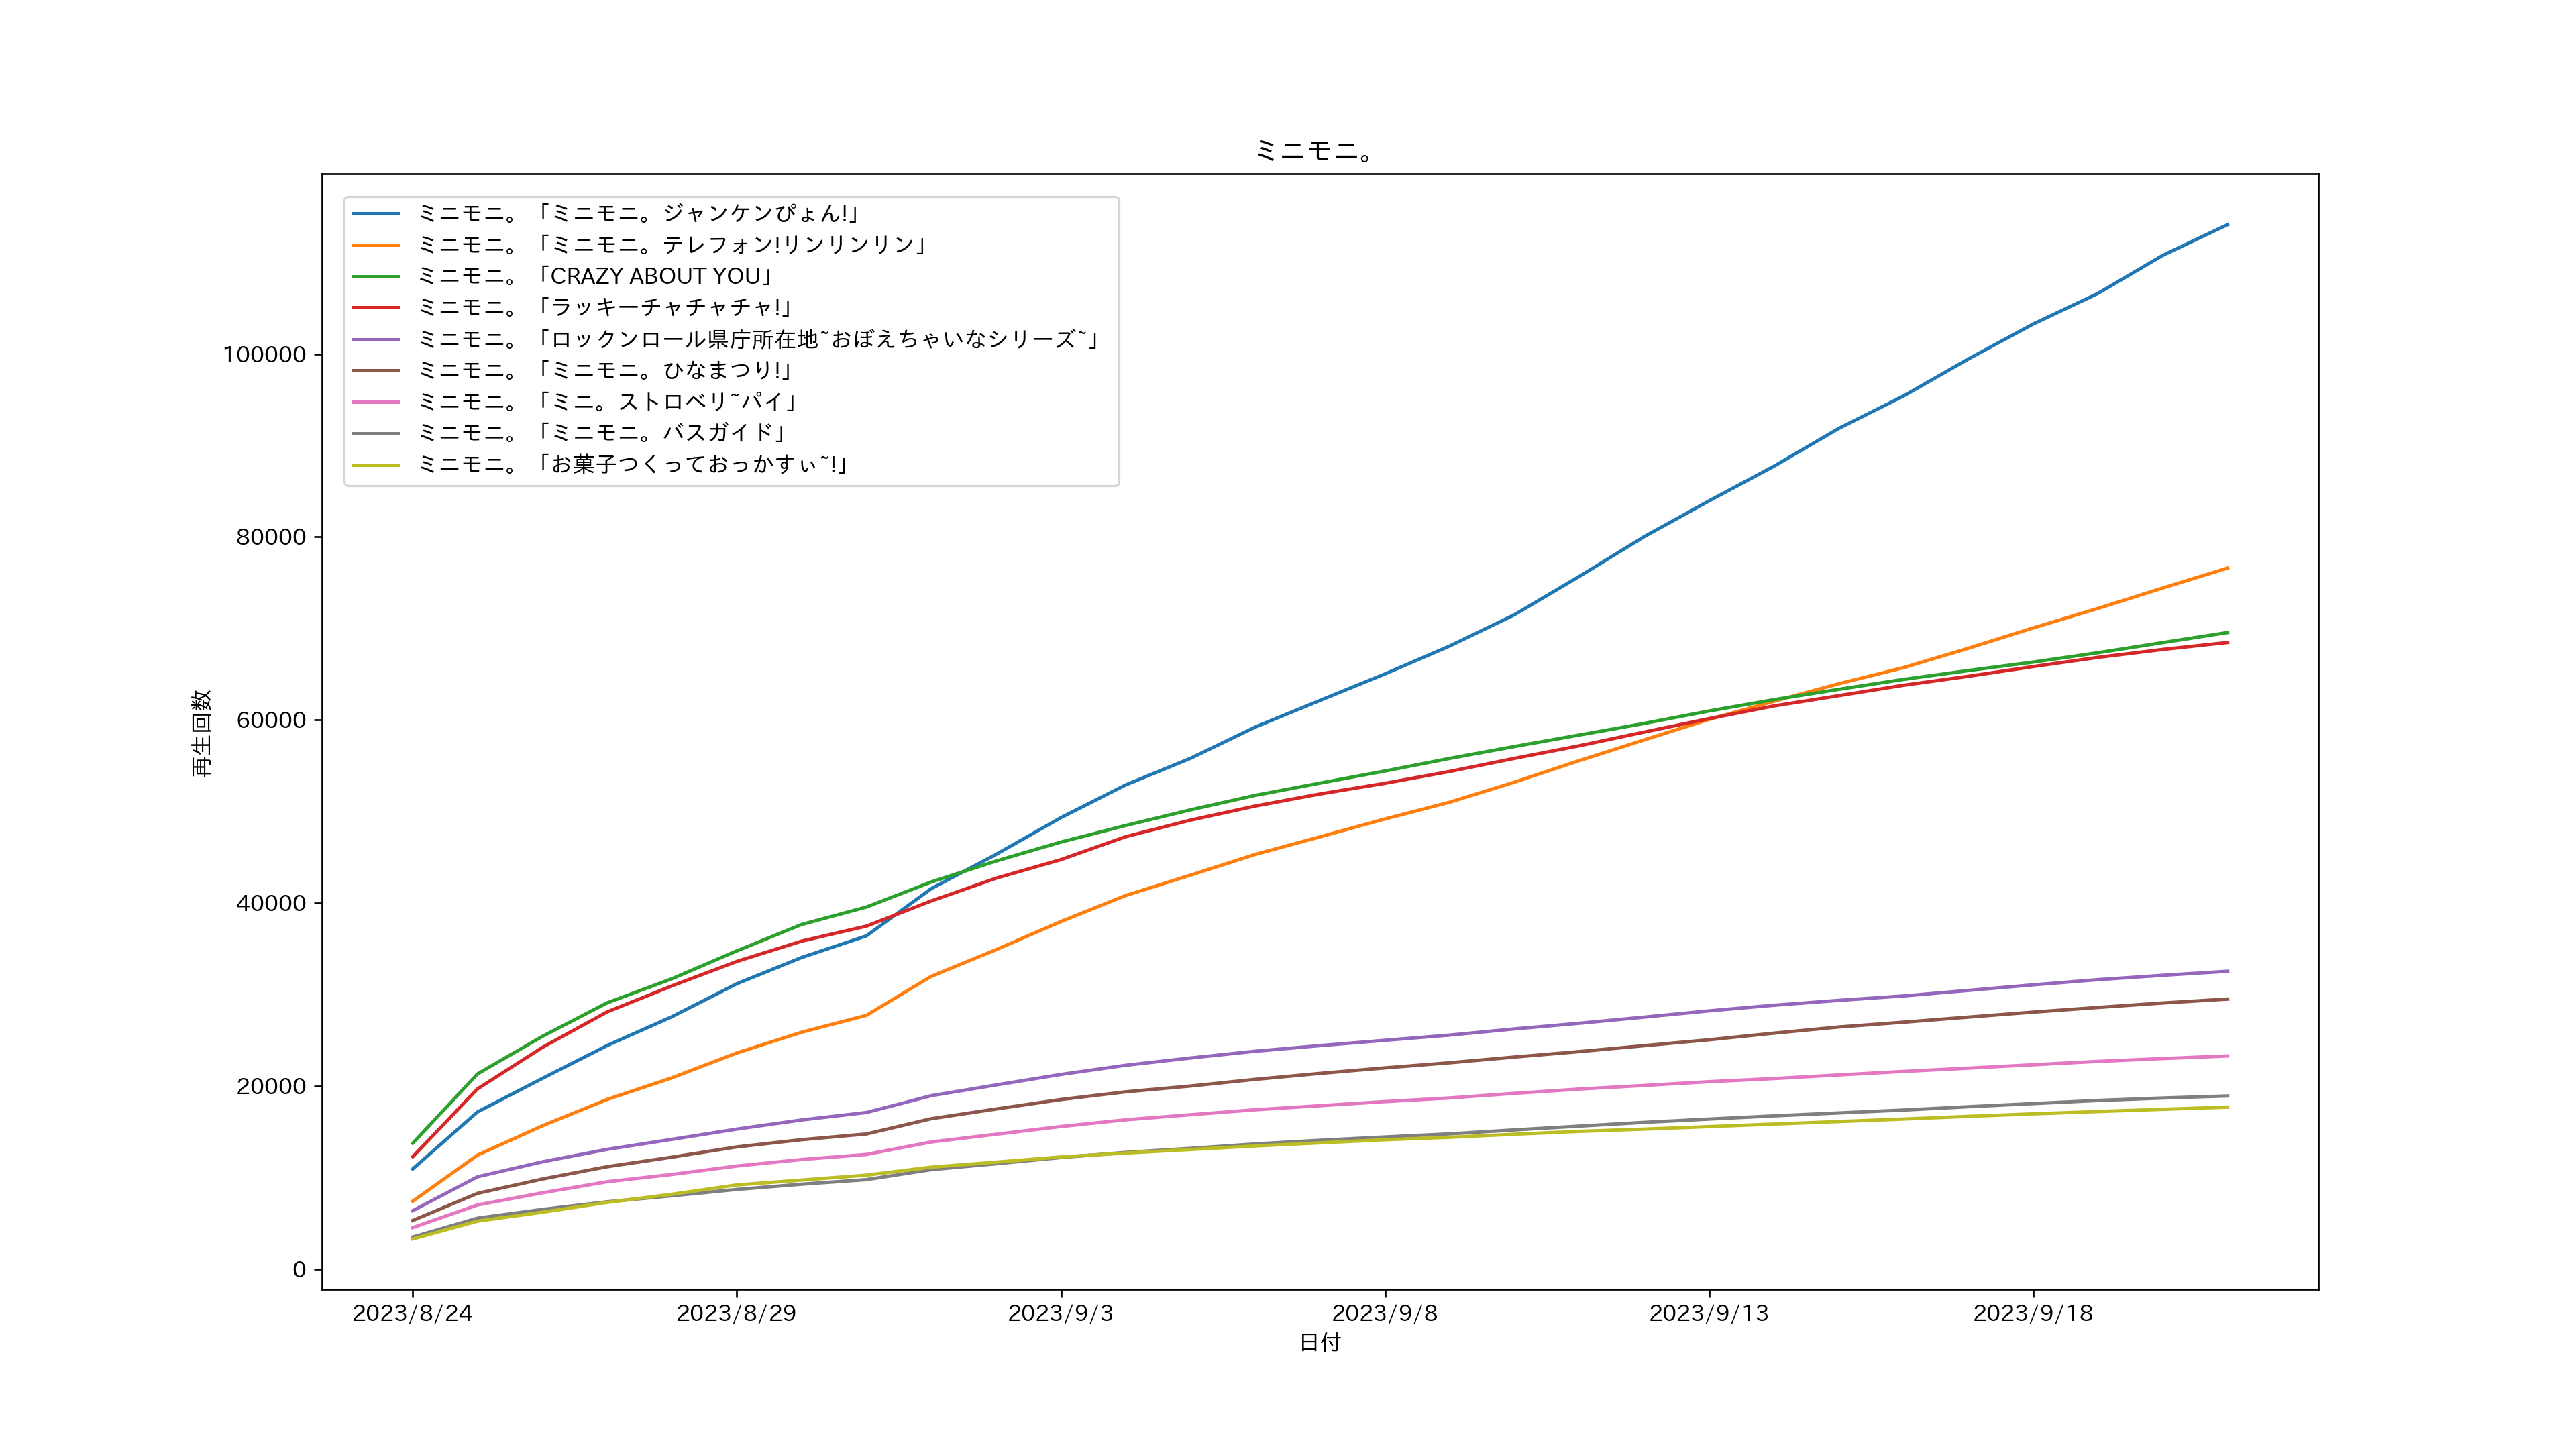 ミニモニ。
ミニモニ。「ミニモニ。ジャンケンぴょん!」
ミニモニ。「ミニモニ。テレフォン!リンリンリン」
ミニモニ。「CRAZY ABOUT YOU」
ミニモニ。「ラッキーチャチャチャ!」
ミニモニ。「ロックンロール県庁所在地~おぼえちゃいなシリーズ~」
ミニモニ。「ミニモニ。ひなまつり!」
ミニモニ。「ミニ。ストロベリ~パイ」
ミニモニ。「ミニモニ。バスガイド」
ミニモニ。「お菓子つくっておっかすぃ~!」
100000
80000
60000
40000
20000
0
再生回数
2023/8/24
2023/8/29
2023/9/3
2023/9/8
2023/9/13
2023/9/18
日付